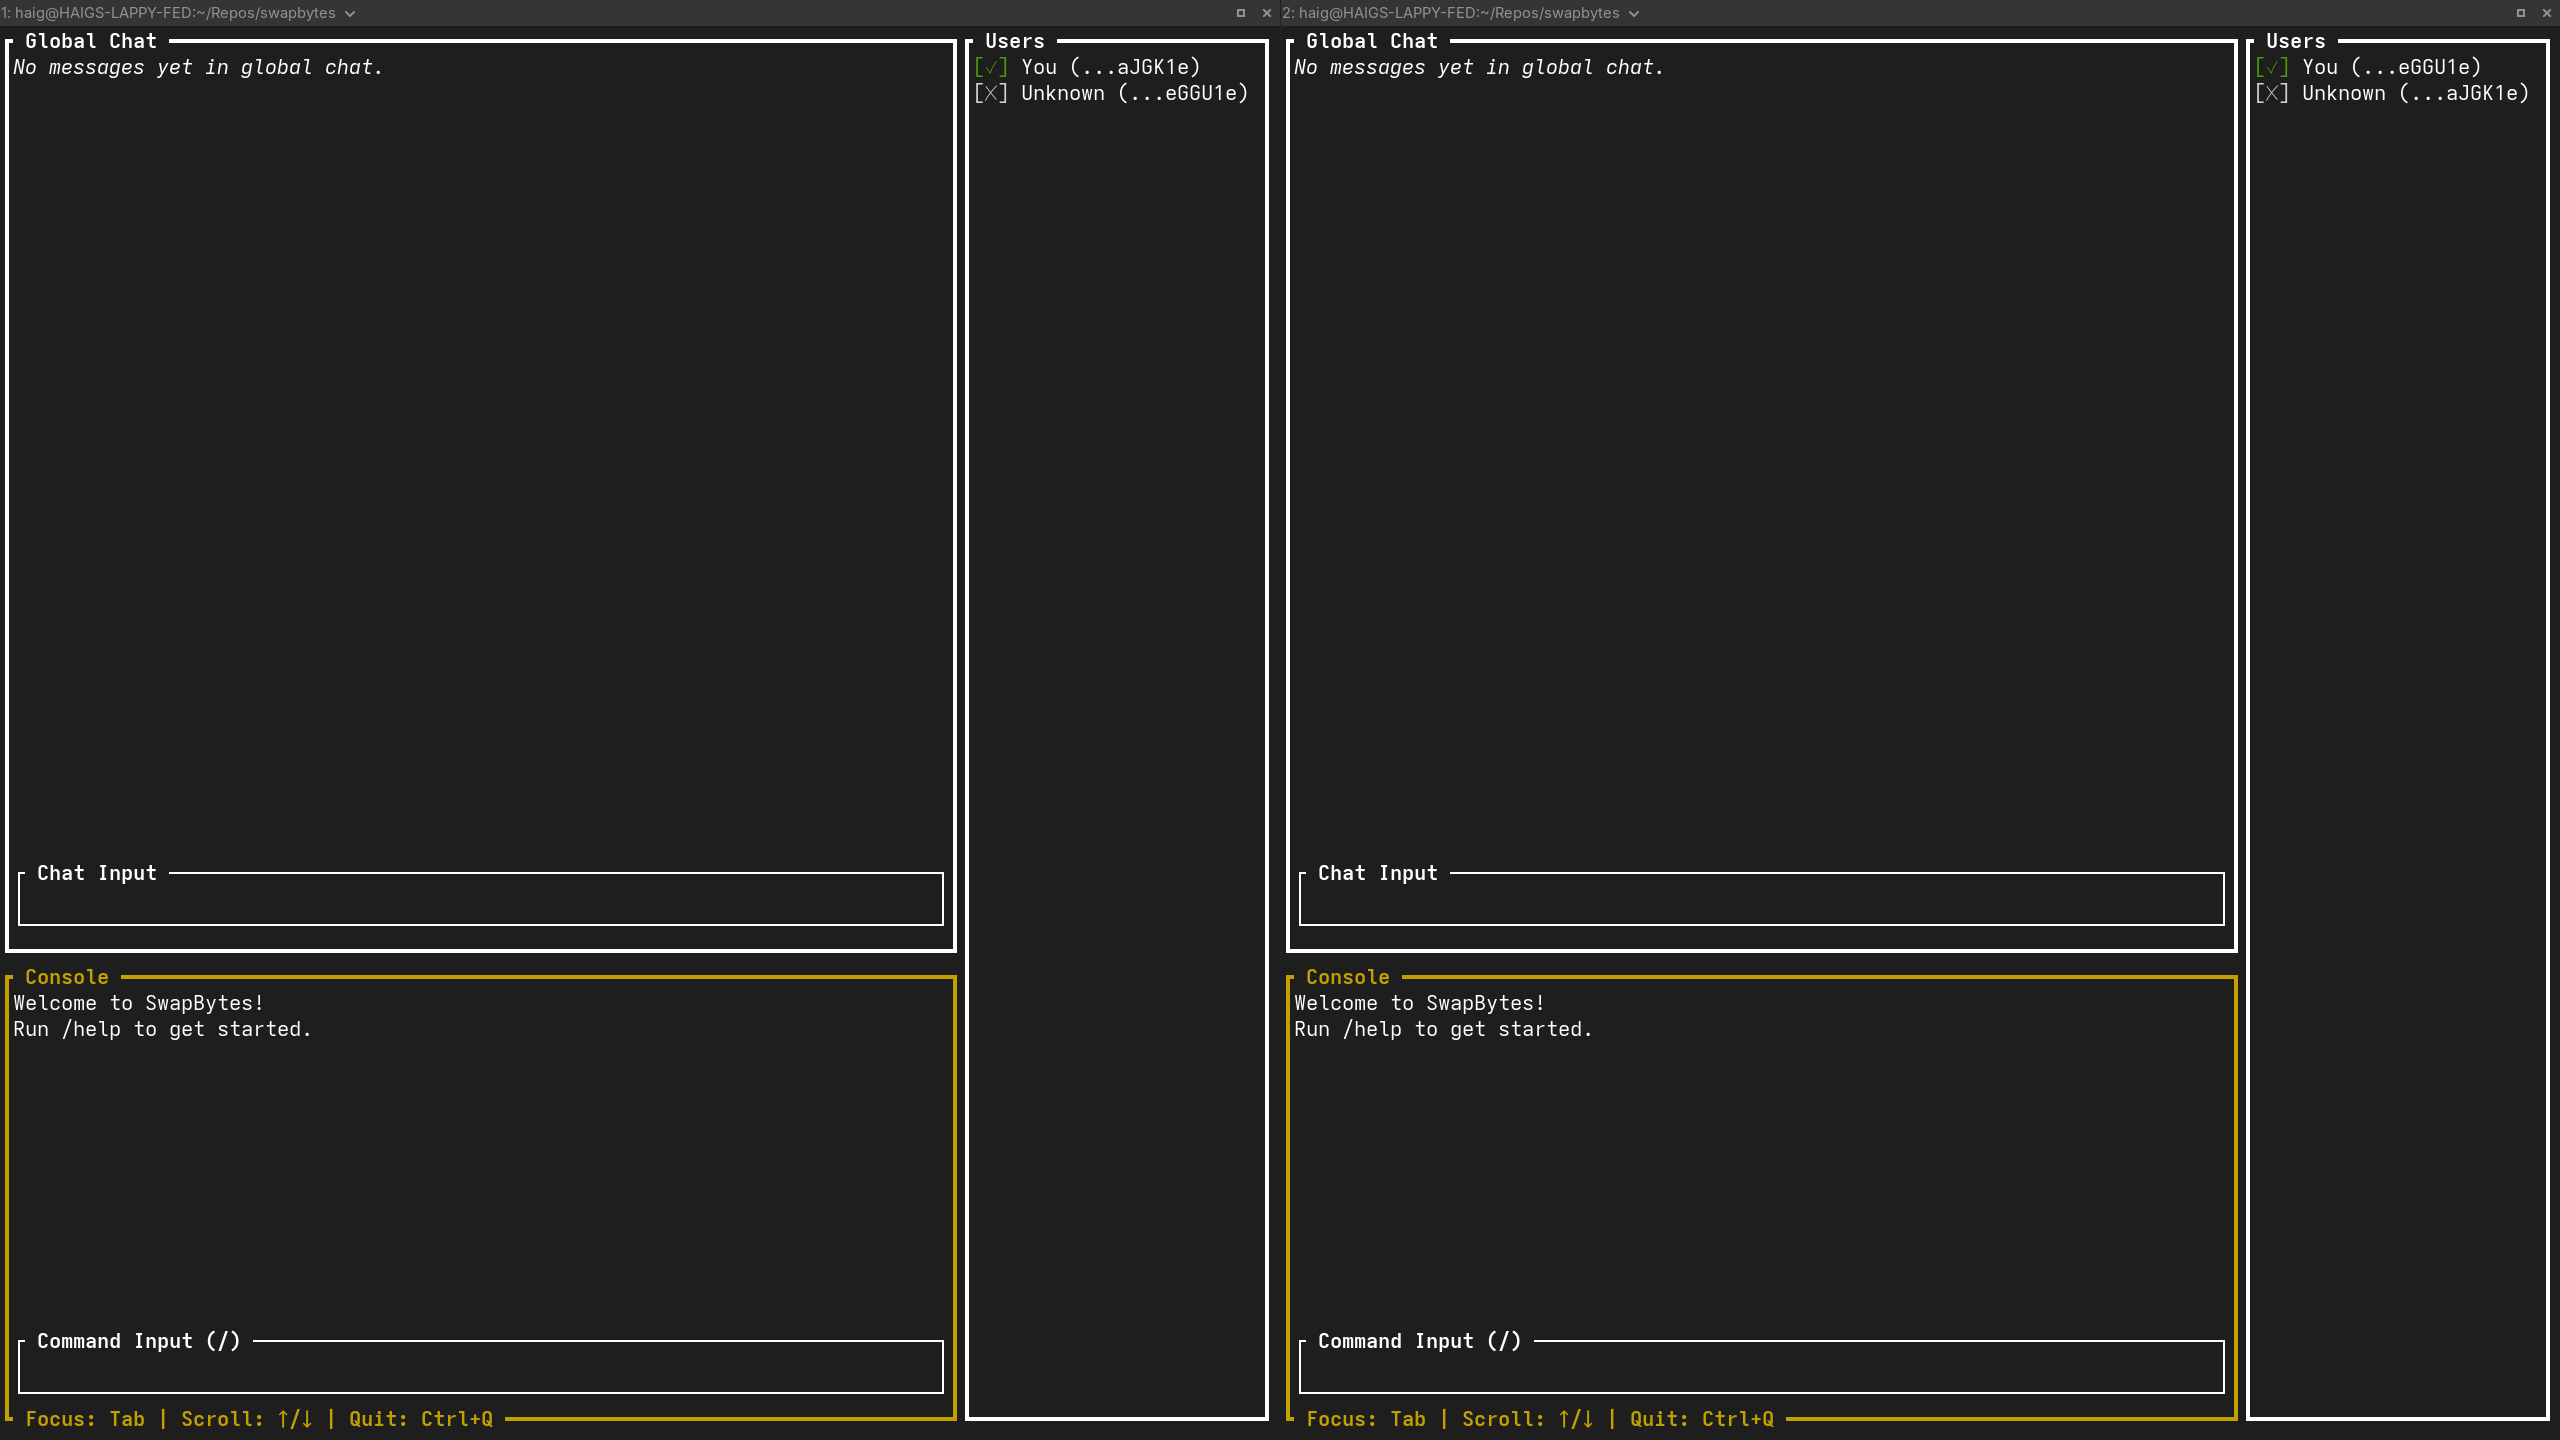 1: haig@HAIGS-LAPPY-FED:~/Repos/swapbytes
Global Chat
No messages yet in global chat.
Chat Input
Console
Welcome to SwapBytes!
Run /help to get started.
Command Input (/)
Focus: Tab | Scroll: ↑/↓ | Quit: Ctrl+Q
Users
[✓] You (...aJGK1e)
[X] Unknown (...eGGU1e)
2: haig@HAIGS-LAPPY-FED:~/Repos/swapbytes
Global Chat
No messages yet in global chat.
Chat Input
Console
Welcome to SwapBytes!
Run /help to get started.
Command Input (/)
Focus: Tab | Scroll: ↑/↓ | Quit: Ctrl+Q
Users
[✓] You (...eGGU1e)
[X] Unknown (...aJGK1e)